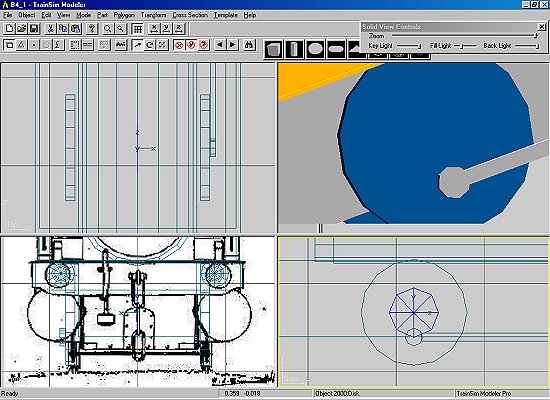 B4_1 - TrainSim Modeler
File Object Edit View Mode Part Polygon Transform Cross Section Template Help
Solid View Controls
Zoom
Key Light Fill Light Back Light
Ready 0.359 -0.018 Object:2000:Disk TrainSim Modeler Pro